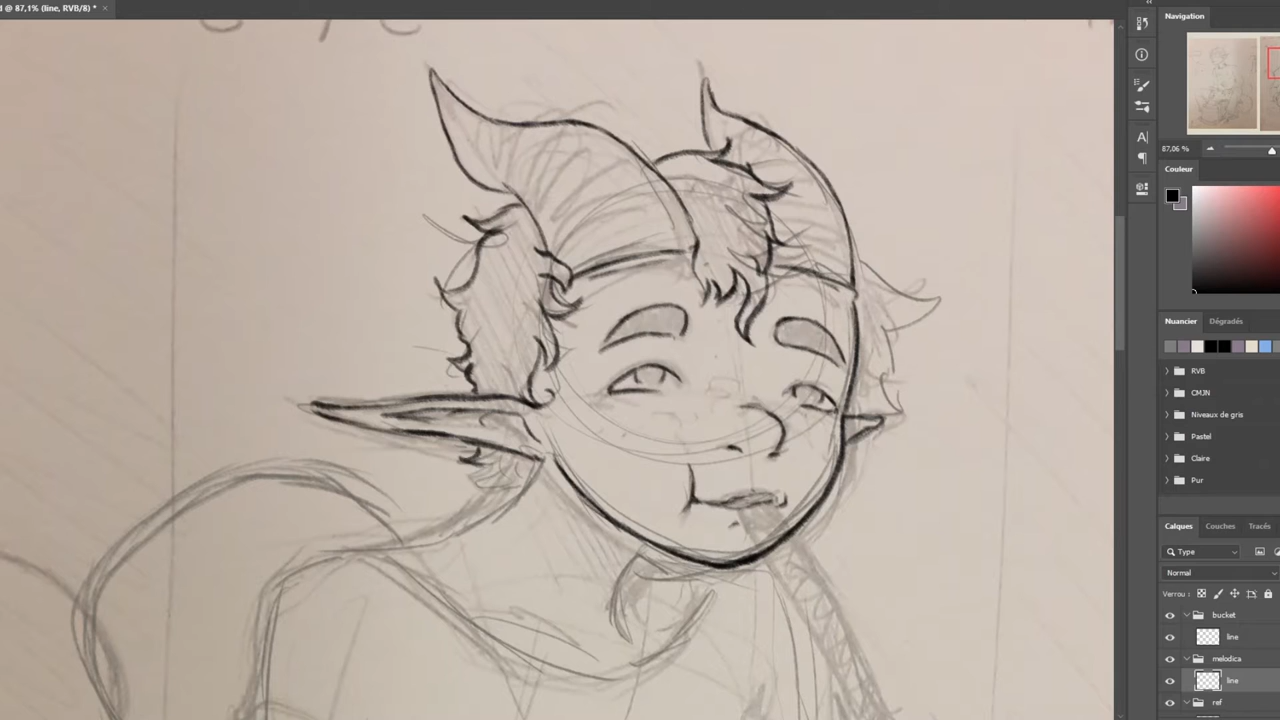 d @ 87,1% (line, RVB/8) * ×
Navigation
87,06 %
Couleur
Nuancier Dégradés
RVB
CMJN
Niveaux de gris
Pastel
Claire
Pur
Calques Couches Tracés
Type
Normal
Verrou :
bucket
line
melodica
line
ref